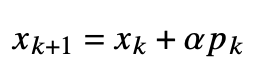 x_{k+1} = x_k + αp_k